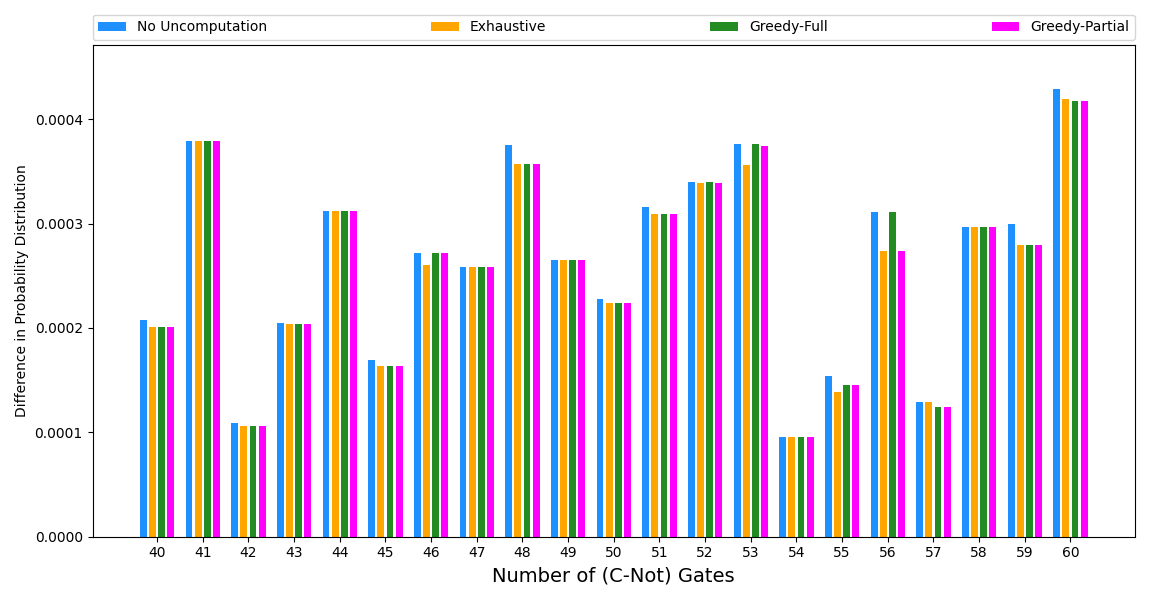 No Uncomputation Exhaustive Greedy-Full Greedy-Partial
Difference in Probability Distribution
0.0004
0.0003
0.0002
0.0001
0.0000
40 41 42 43 44 45 46 47 48 49 50 51 52 53 54 55 56 57 58 59 60
Number of (C-Not) Gates